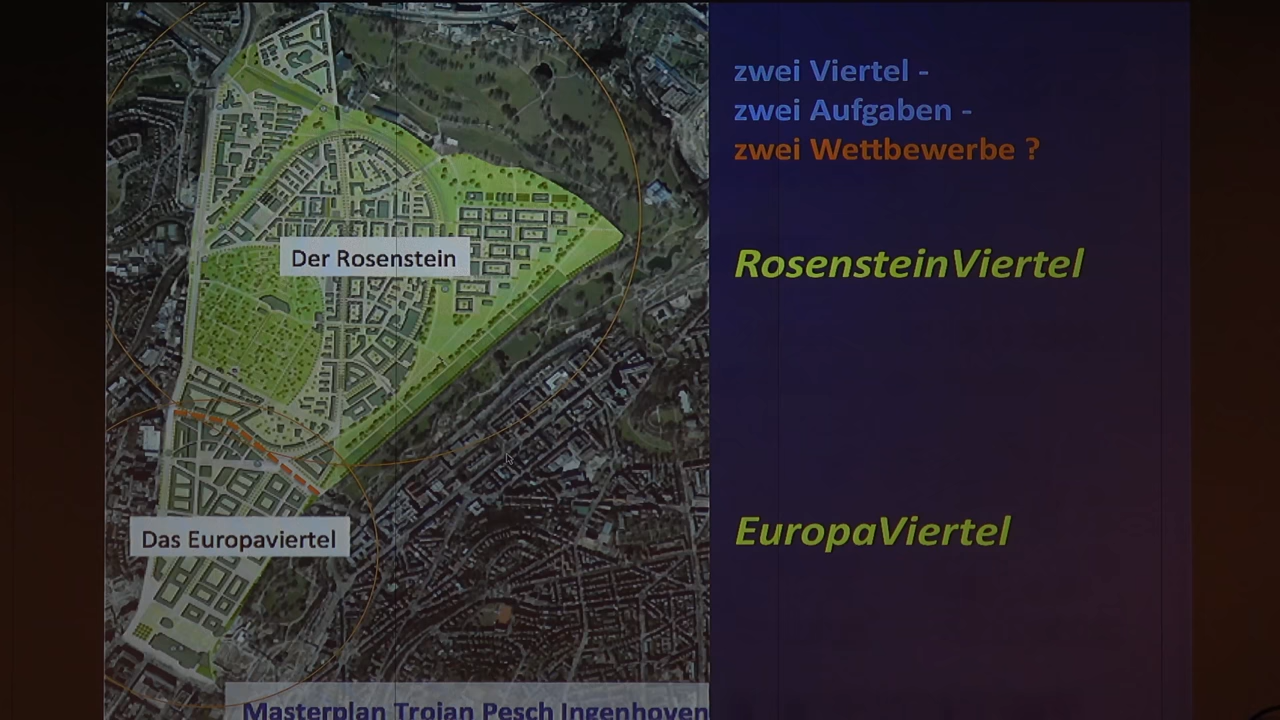 zwei Viertel -
zwei Aufgaben -
zwei Wettbewerbe ?
Der Rosenstein
RosensteinViertel
Das Europaviertel
EuropaViertel
Masterplan Trojan Pesch Ingenhoven